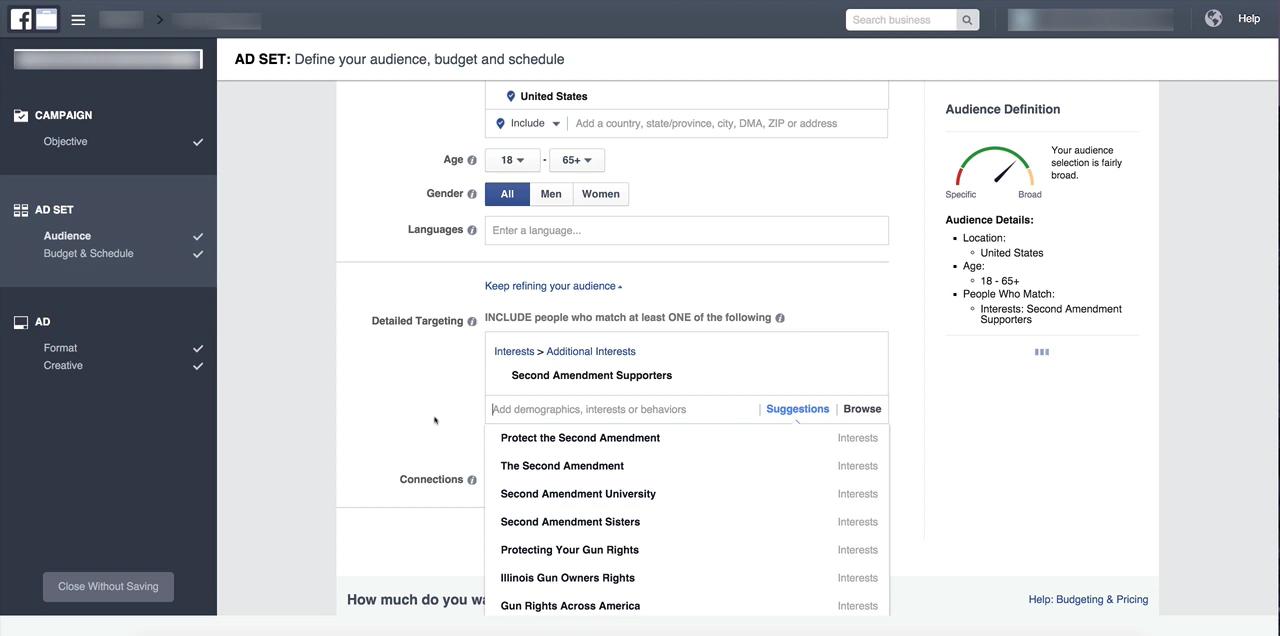 Search business
Help
AD SET: Define your audience, budget and schedule
CAMPAIGN
Objective
AD SET
Audience
Budget & Schedule
AD
Format
Creative
Close Without Saving
United States
Include
Add a country, state/province, city, DMA, ZIP or address
Age
18 - 65+
Gender
All Men Women
Languages
Enter a language...
Keep refining your audience
Detailed Targeting
INCLUDE people who match at least ONE of the following
Interests > Additional Interests
Second Amendment Supporters
Add demographics, interests or behaviors
Suggestions Browse
Protect the Second Amendment Interests
The Second Amendment Interests
Second Amendment University Interests
Second Amendment Sisters Interests
Protecting Your Gun Rights Interests
Illinois Gun Owners Rights Interests
Gun Rights Across America Interests
Connections
How much do you
Help: Budgeting & Pricing
Audience Definition
Your audience
selection is fairly
broad.
Specific Broad
Audience Details:
Location:
United States
Age:
18 - 65+
People Who Match:
Interests: Second Amendment
Supporters